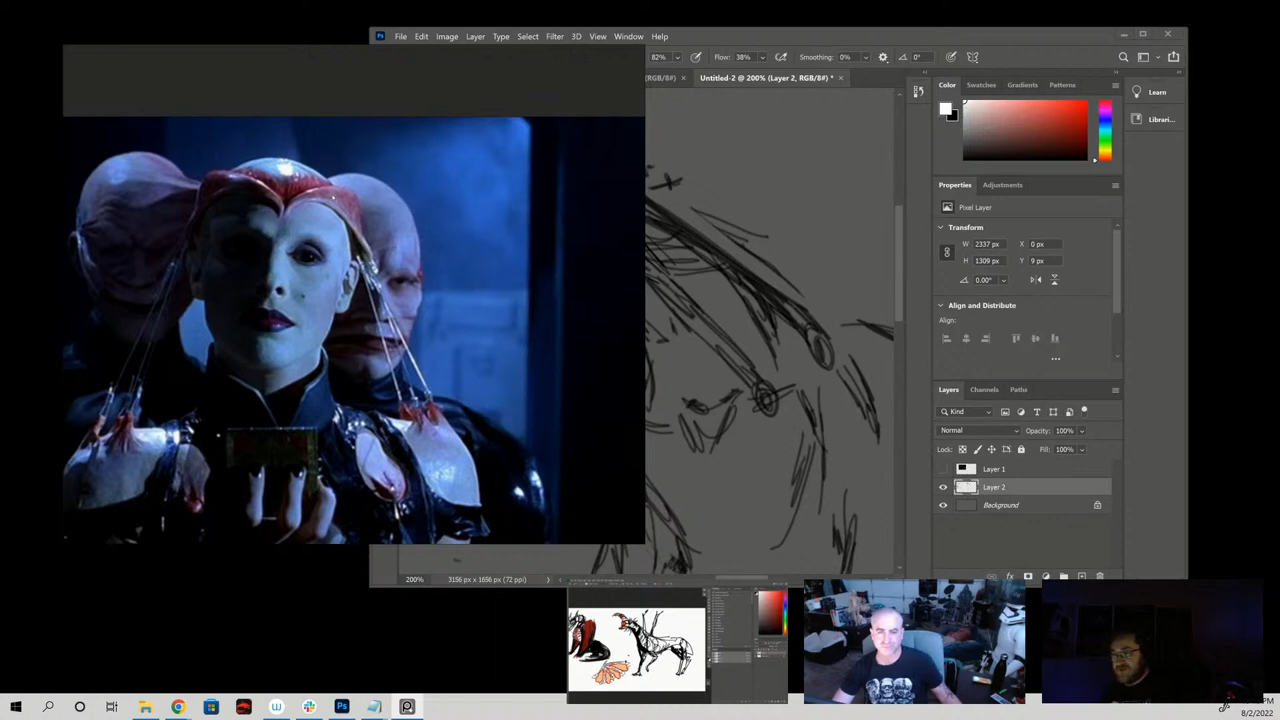 Ps File Edit Image Layer Type Select Filter 3D View Window Help
82% Flow: 38% Smoothing: 0% 0°
(RGB/8#) × Untitled-2 @ 200% (Layer 2, RGB/8#) * ×
Color Swatches Gradients Patterns
Learn
Librari...
Properties Adjustments
Pixel Layer
Transform
W 2337 px X 0 px
H 1309 px Y 9 px
0.00°
Align and Distribute
Align:
Layers Channels Paths
Kind
Normal Opacity: 100%
Lock: Fill: 100%
Layer 1
Layer 2
Background
200% 3156 px x 1656 px (72 ppi)
8/2/2022